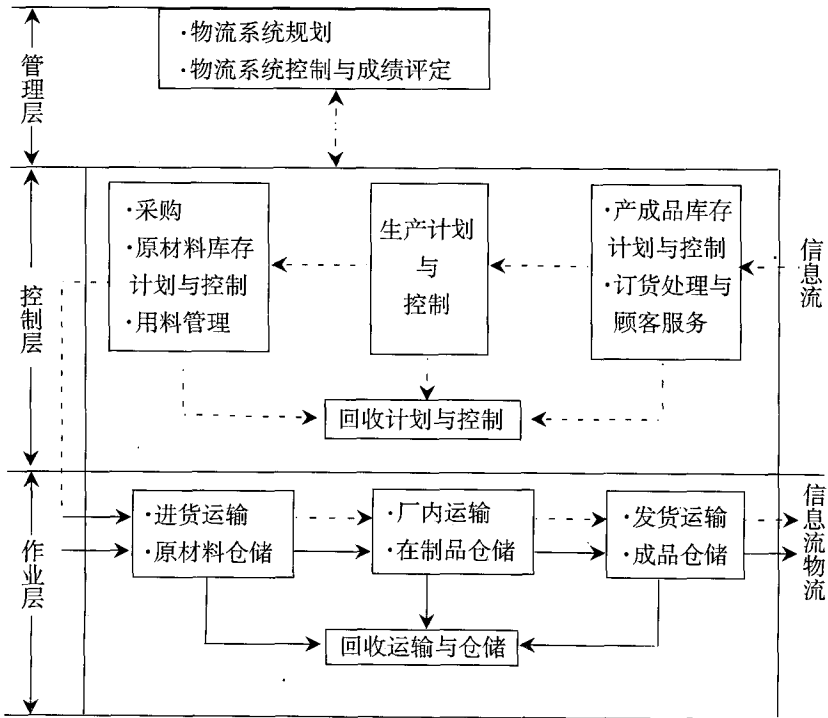 管理层
·物流系统规划
·物流系统控制与成绩评定
控制层
·采购
·原材料库存
计划与控制
·用料管理
生产计划
与
控制
·产成品库存
计划与控制
·订货处理与
顾客服务
信息流
回收计划与控制
作业层
·进货运输
·原材料仓储
·厂内运输
·在制品仓储
·发货运输
·成品仓储
信息流物流
回收运输与仓储